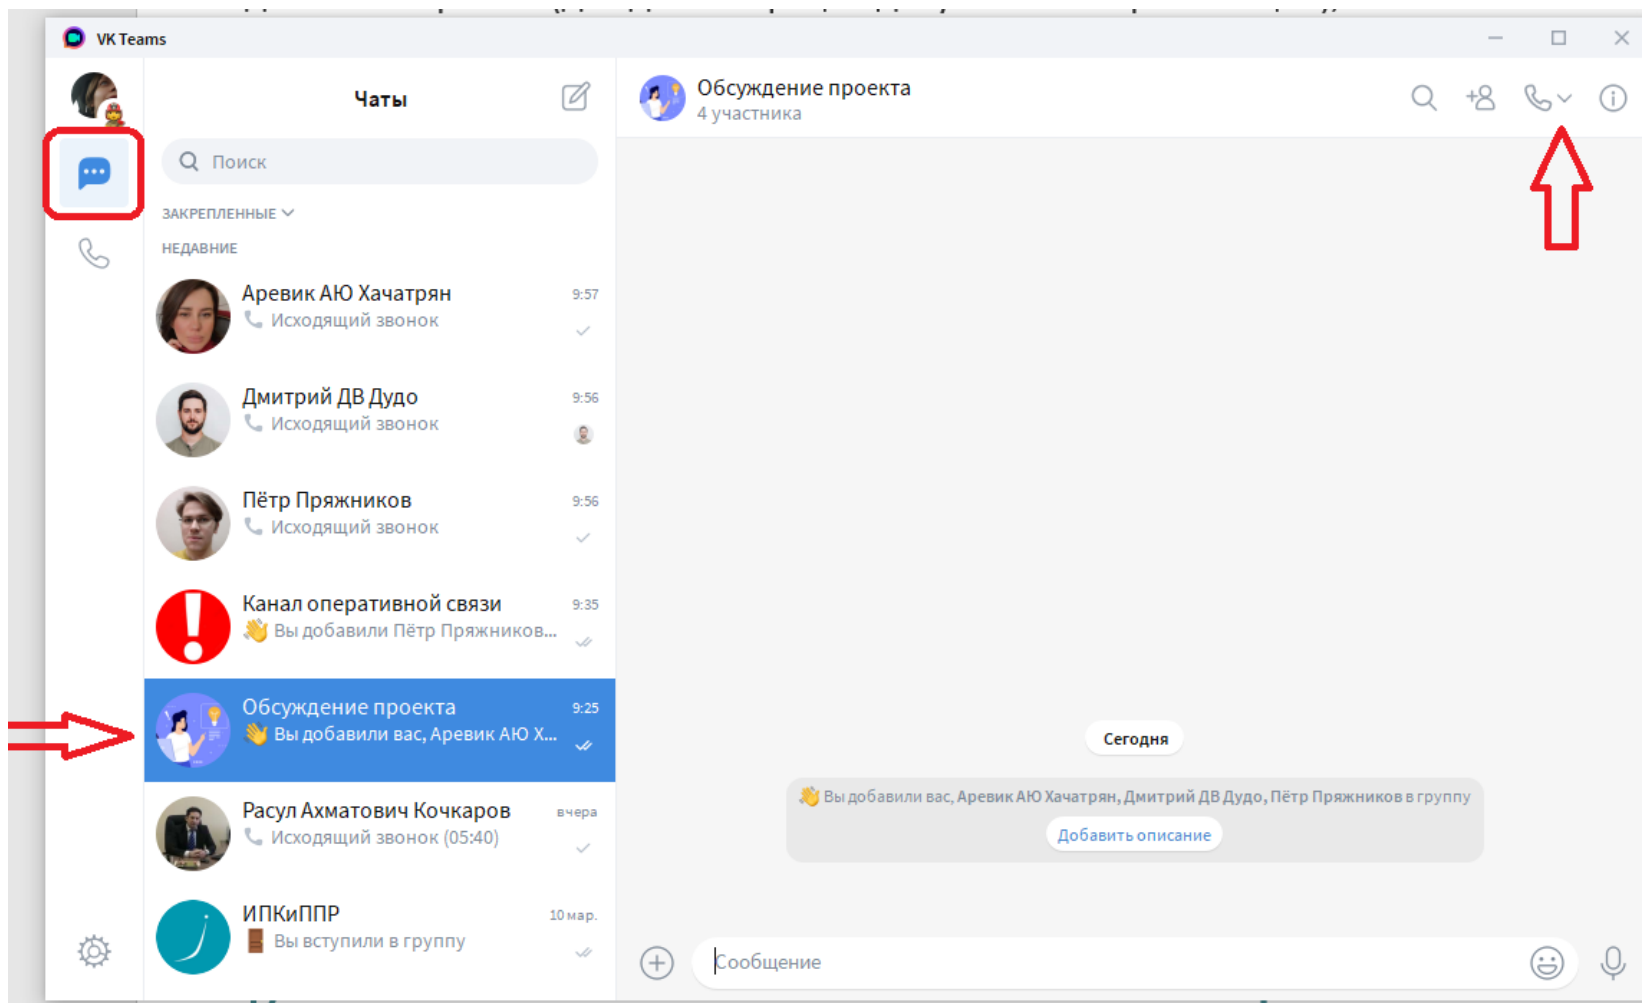 VK Teams
Чаты
Поиск
ЗАКРЕПЛЕННЫЕ
НЕДАВНИЕ
Аревик АЮ Хачатрян 9:57
Исходящий звонок
Дмитрий ДВ Дудо 9:56
Исходящий звонок
Пётр Пряжников 9:56
Исходящий звонок
Канал оперативной связи 9:35
Вы добавили Пётр Пряжников...
Обсуждение проекта 9:25
Вы добавили вас, Аревик АЮ Х...
Расул Ахматович Кочкаров вчера
Исходящий звонок (05:40)
ИПКиППР 10 мар.
Вы вступили в группу
Обсуждение проекта
4 участника
Сегодня
Вы добавили вас, Аревик АЮ Хачатрян, Дмитрий ДВ Дудо, Пётр Пряжников в группу
Добавить описание
Сообщение